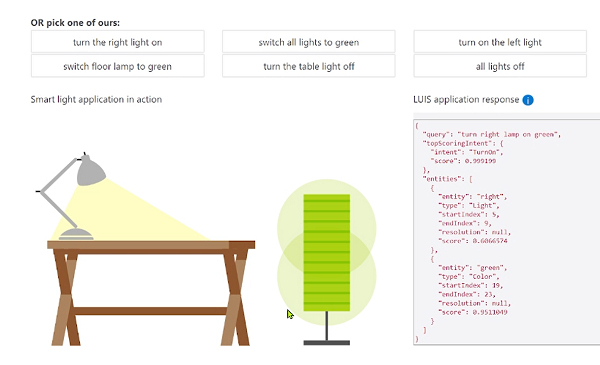 OR pick one of ours:
turn the right light on
switch all lights to green
turn on the left light
switch floor lamp to green
turn the table light off
all lights off
Smart light application in action
LUIS application response
{
"query": "turn right lamp on green",
"topScoringIntent": {
"intent": "TurnOn",
"score": 0.999199
},
"entities": [
{
"entity": "right",
"type": "Light",
"startIndex": 5,
"endIndex": 9,
"resolution": null,
"score": 0.6066574
},
{
"entity": "green",
"type": "Color",
"startIndex": 19,
"endIndex": 23,
"resolution": null,
"score": 0.9511049
}
]
}